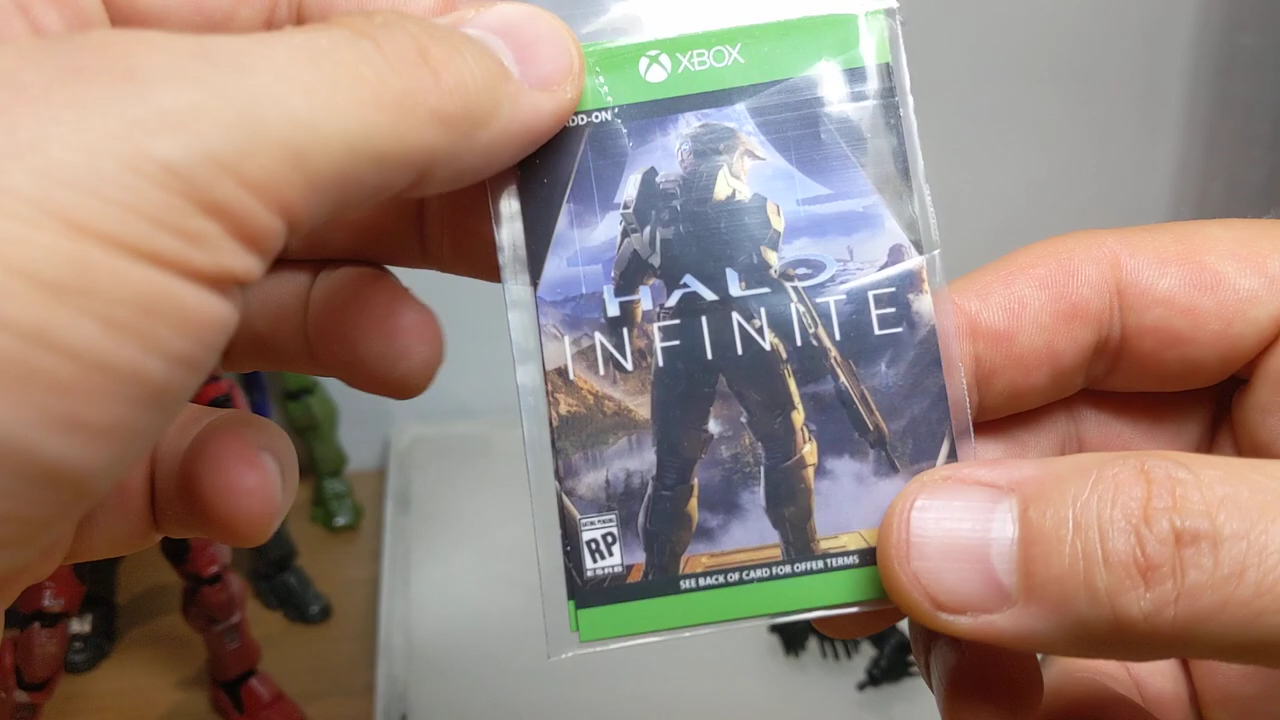 XBOX
ADD-ON
HALO
INFINITE
RATING PENDING
RP
ESRB
SEE BACK OF CARD FOR OFFER TERMS